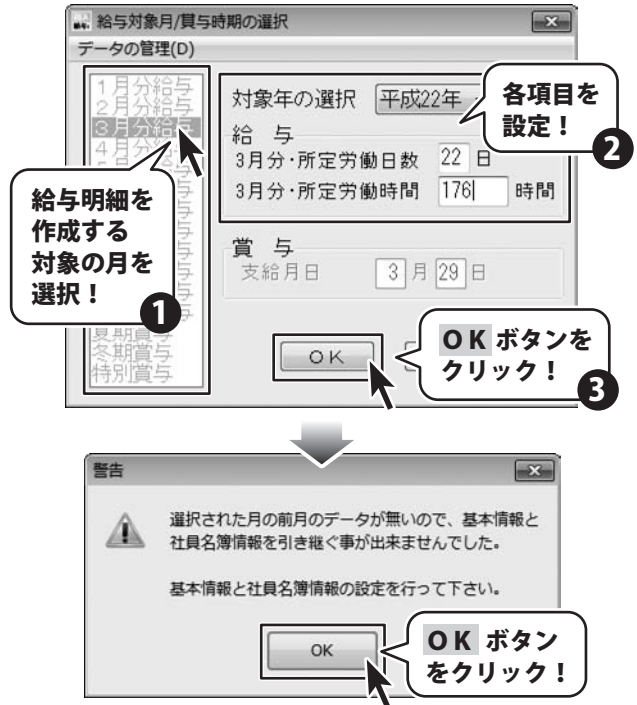 給与対象月/賞与時期の選択
データの管理(D)
1月分給与
2月分給与
3月分給与
4月分給与
対象年の選択 平成22年
給 与
3月分・所定労働日数 22 日
3月分・所定労働時間 176 時間
各項目を
設定！
2
給与明細を
作成する
対象の月を
選択！
1
賞 与
支給月日 3 月 29 日
夏期賞与
冬期賞与
特別賞与
OK
OK ボタンを
クリック！
3
警告
選択された月の前月のデータが無いので、基本情報と
社員名簿情報を引き継ぐ事が出来ませんでした。
基本情報と社員名簿情報の設定を行って下さい。
OK
OK ボタン
をクリック！